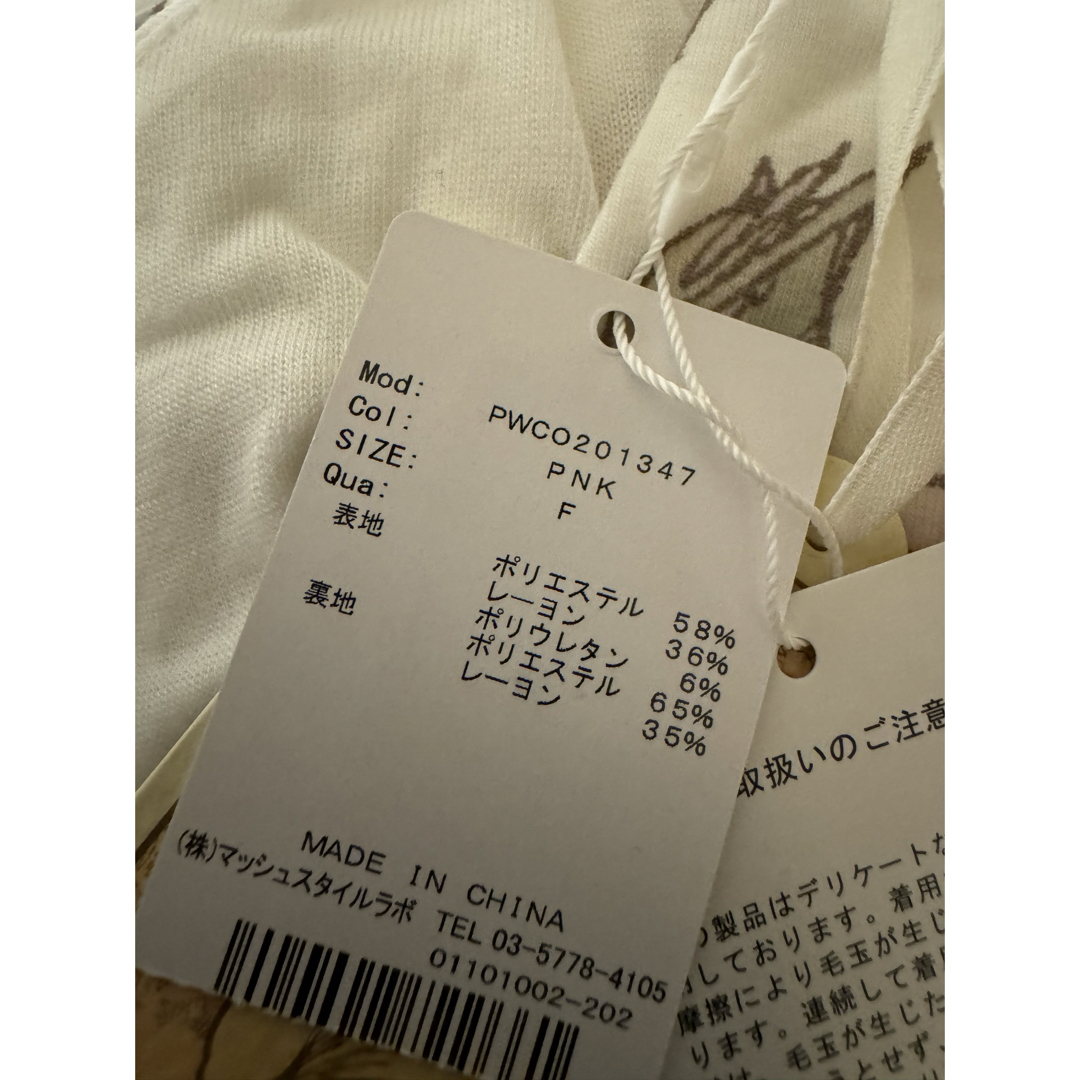 Mod: PWCO201347
Col: PNK
SIZE: F
Qua:
表地 ポリエステル 58%
レーヨン 36%
ポリウレタン 6%
裏地 ポリエステル 65%
レーヨン 35%
MADE IN CHINA
(株)マッシュスタイルラボ TEL 03-5778-4105
01101002-202
取扱いのご注意
製品はデリケートな
しております。着用
摩擦により毛玉が生じ
ります。連続して着用
毛玉が生じた
とせず、